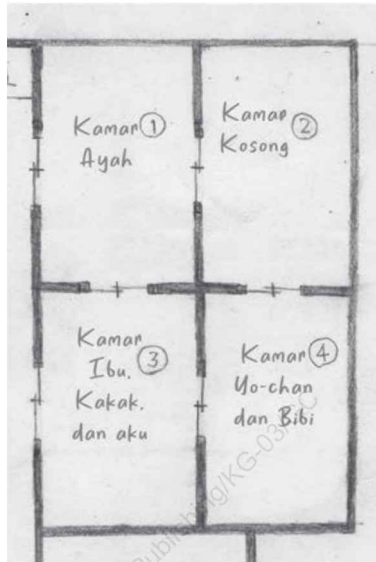 Kamar ①
Ayah
Kamar ②
Kosong
Kamar ③
Ibu,
Kakak,
dan aku
Kamar ④
Yo-chan
dan Bibi